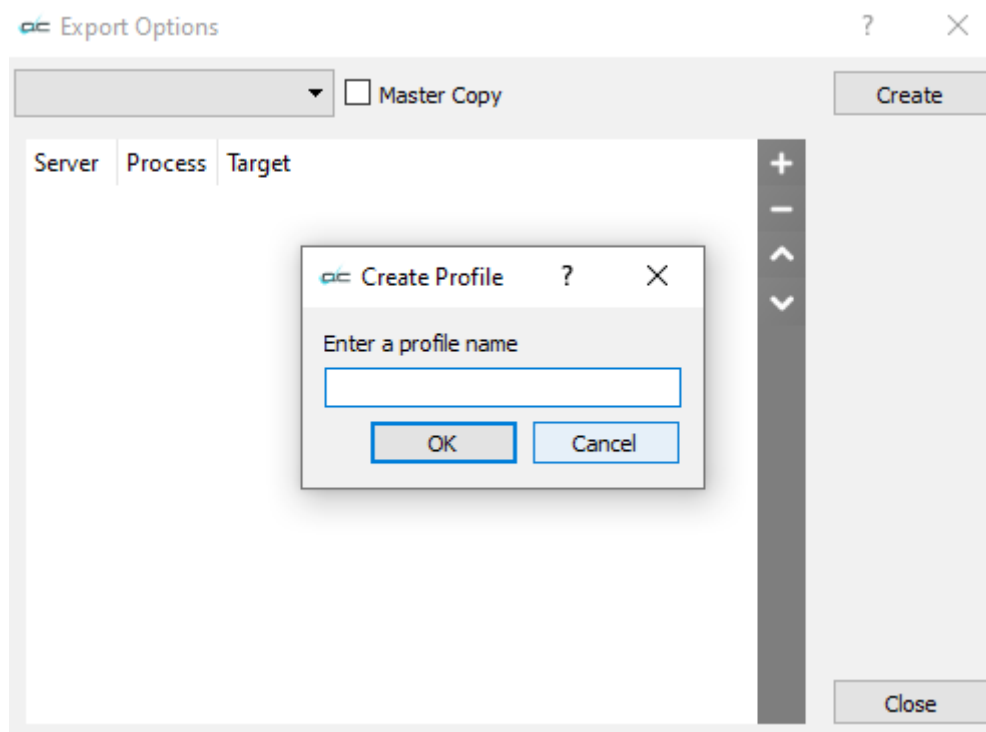 Export Options ?
Master Copy
Create
Server Process Target
Create Profile ?
Enter a profile name
OK Cancel
Close